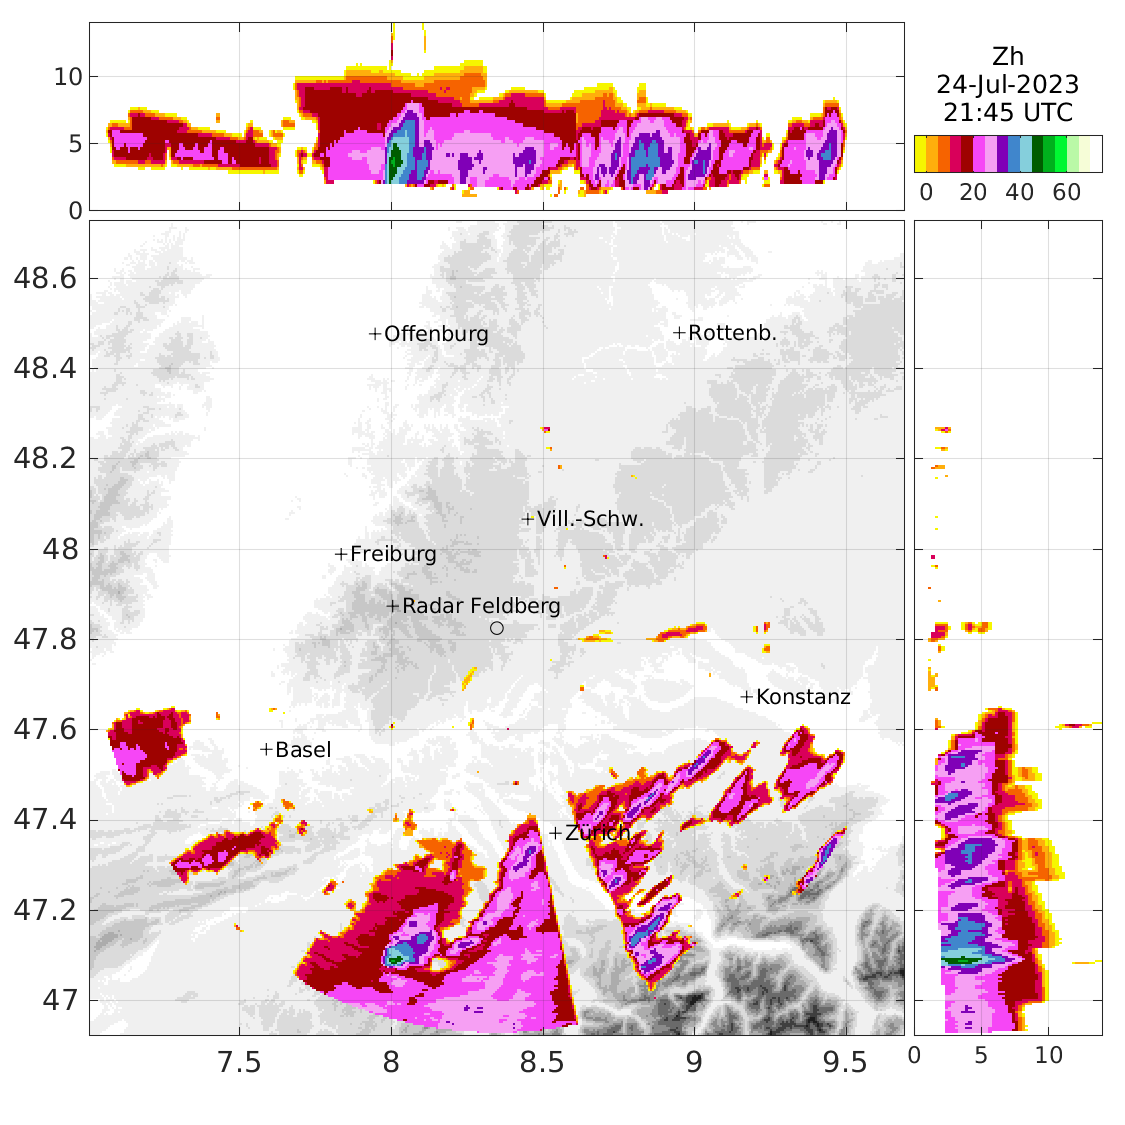 10
5
0
Zh
24-Jul-2023
21:45 UTC
0 20 40 60
48.6
48.4
48.2
48
47.8
47.6
47.4
47.2
47
+Offenburg
+Rottenb.
+Vill.-Schw.
+Freiburg
+Radar Feldberg
+Konstanz
+Basel
+Zürich
7.5 8 8.5 9 9.5
0 5 10